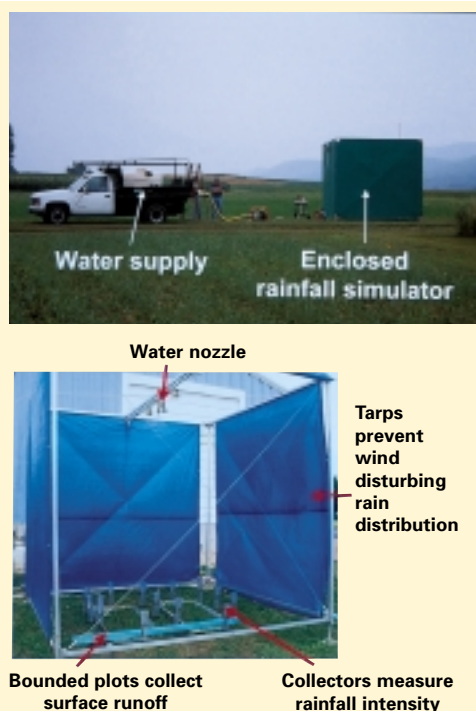 Water supply
Enclosed
rainfall simulator
Water nozzle
Tarps
prevent
wind
disturbing
rain
distribution
Bounded plots collect
surface runoff
Collectors measure
rainfall intensity